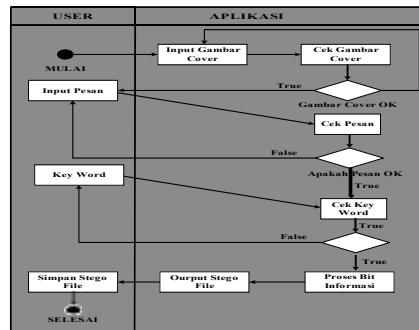 USER
APLIKASI
MULAI
Input Gambar
Cover
Cek Gambar
Cover
True
Gambar Cover OK
Input Pesan
Cek Pesan
False
Apakah Pesan OK
True
Key Word
Cek Key
Word
False
True
True
Simpan Stego
File
Ourput Stego
File
Proses Bit
Informasi
SELESAI